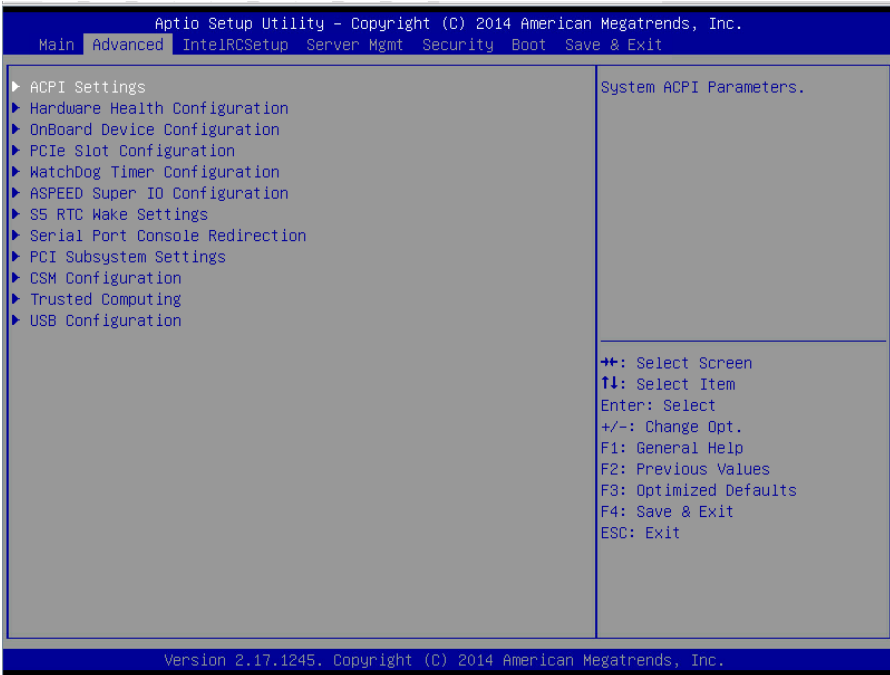 Aptio Setup Utility – Copyright (C) 2014 American Megatrends, Inc.
Main Advanced IntelRCSetup Server Mgmt Security Boot Save & Exit
ACPI Settings
Hardware Health Configuration
OnBoard Device Configuration
PCIe Slot Configuration
WatchDog Timer Configuration
ASPEED Super IO Configuration
S5 RTC Wake Settings
Serial Port Console Redirection
PCI Subsystem Settings
CSM Configuration
Trusted Computing
USB Configuration
System ACPI Parameters.
→←: Select Screen
↑↓: Select Item
Enter: Select
+/-: Change Opt.
F1: General Help
F2: Previous Values
F3: Optimized Defaults
F4: Save & Exit
ESC: Exit
Version 2.17.1245. Copyright (C) 2014 American Megatrends, Inc.